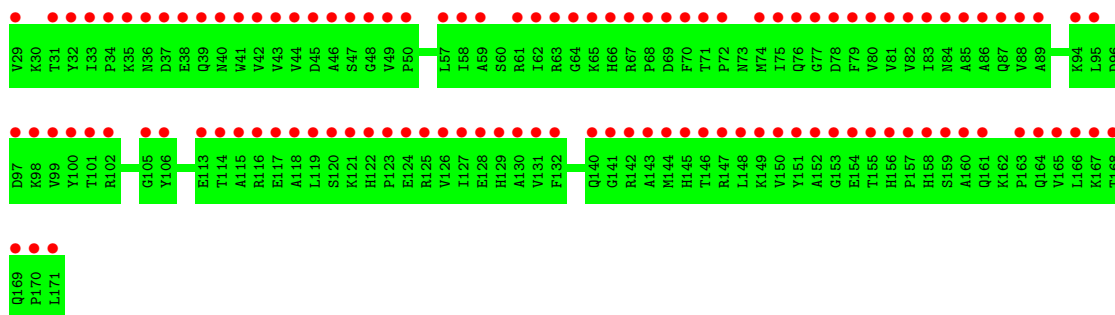 V29 K30 T31 Y32 I33 P34 K35 N36 D37 E38 Q39 N40 W41 V42 V43 V44 D45 A46 S47 G48 V49 P50 L57 I58 A59 S60 R61 I62 R63 G64 K65 H66 R67 P68 D69 F70 T71 P72 N73 M74 I75 Q76 G77 D78 F79 V80 V81 V82 I83 N84 A85 A86 Q87 V88 A89 K94 L95 D96
D97 K98 V99 Y100 T101 R102 G105 Y106 E113 T114 A115 R116 E117 A118 L119 S120 K121 H122 P123 E124 R125 V126 I127 E128 H129 A130 V131 F132 Q140 G141 R142 A143 M144 H145 T146 R147 L148 K149 V150 Y151 A152 G153 E154 T155 H156 P157 H158 S159 A160 Q161 K162 P163 Q164 V165 L166 K167 T168
Q169 P170 L171